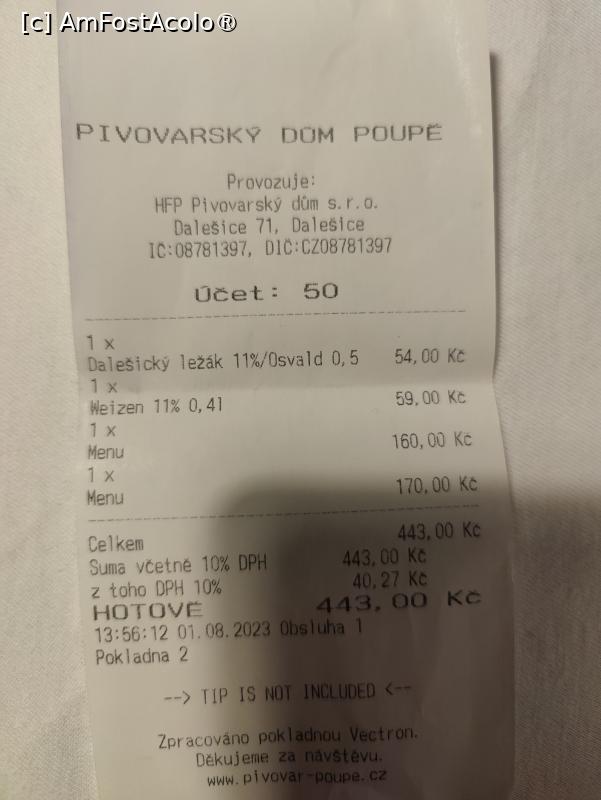 [c] AmFostAcolo®
PIVOVARSKÝ DOM POUPĚ
Provozuje:
HFP Pivovarský dům s.r.o.
Dalešice 71, Dalešice
IČ:08781397, DIČ:CZ08781397
Účet: 50
1 x
Dalešický ležák 11%/Osvald 0,5 54,00 Kč
1 x
Weizen 11% 0,4l 59,00 Kč
1 x
Menu 160,00 Kč
1 x
Menu 170,00 Kč
Celkem 443,00 Kč
Suma včetně 10% DPH 443,00 Kč
z toho DPH 10% 40,27 Kč
HOTOVĚ 443,00 Kč
13:56:12 01.08.2023 Obsluha 1
Pokladna 2
--> TIP IS NOT INCLUDED <--
Zpracováno pokladnou Vectron.
Děkujeme za návštěvu.
www.pivovar-poupe.cz